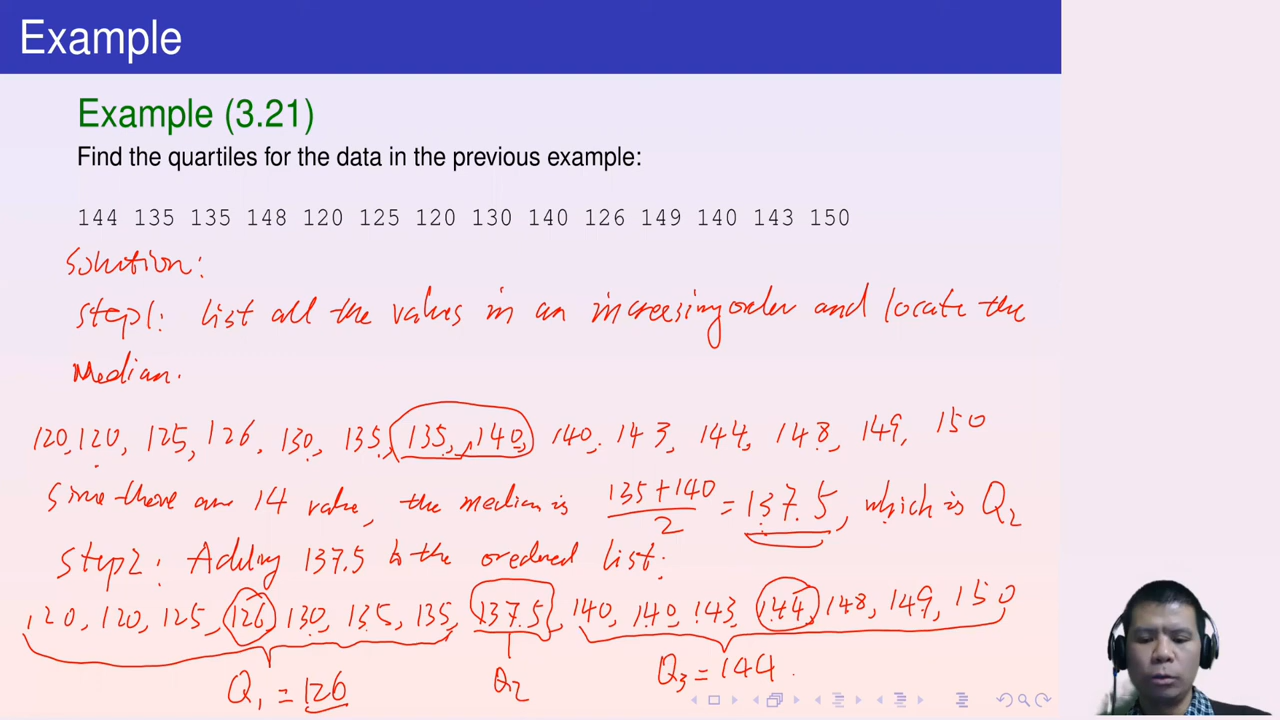 Example
Example (3.21)
Find the quartiles for the data in the previous example:
144 135 135 148 120 125 120 130 140 126 149 140 143 150
Solution:
Step1: List all the values in an increesing order and locate the
Median.
120, 120, 125, 126, 130, 135, 135, 140, 140, 143, 144, 148, 149, 150
Since there are 14 value, the median is 135+140/2 = 137.5, which is Q2
Step2: Adding 137.5 to the oredered list:
120, 120, 125, 126, 130, 135, 135, 137.5, 140, 140, 143, 144, 148, 149, 150
Q1 = 126 Q2 Q3 = 144.